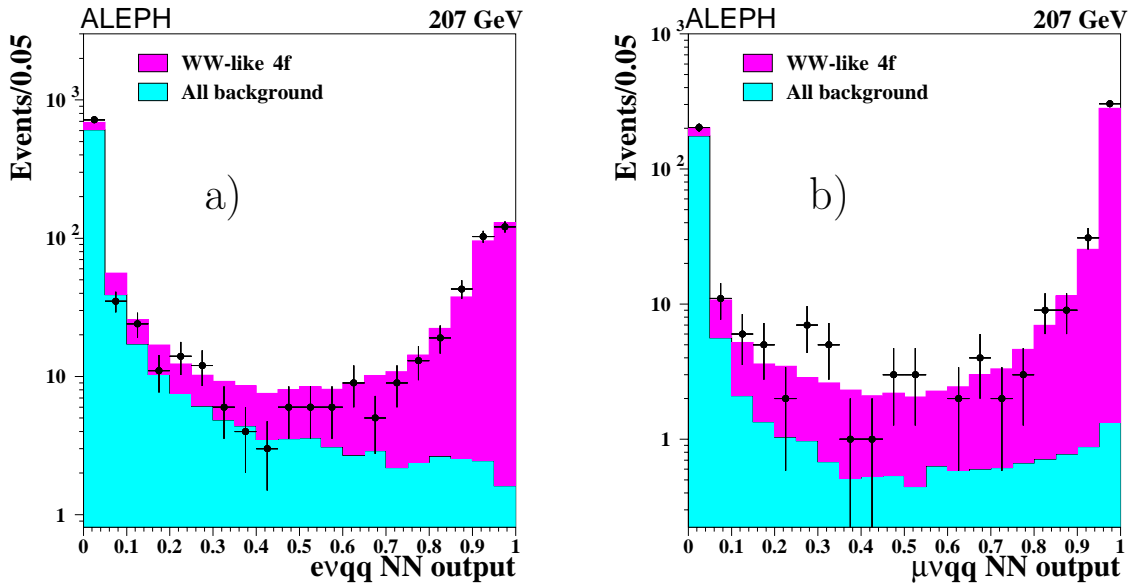 ALEPH 207 GeV
Events/0.05
WW-like 4f
All background
a)
10^3
10^2
10
1
0 0.1 0.2 0.3 0.4 0.5 0.6 0.7 0.8 0.9 1
eνqq NN output
ALEPH 207 GeV
Events/0.05
WW-like 4f
All background
b)
10^3
10^2
10
1
0 0.1 0.2 0.3 0.4 0.5 0.6 0.7 0.8 0.9 1
μνqq NN output